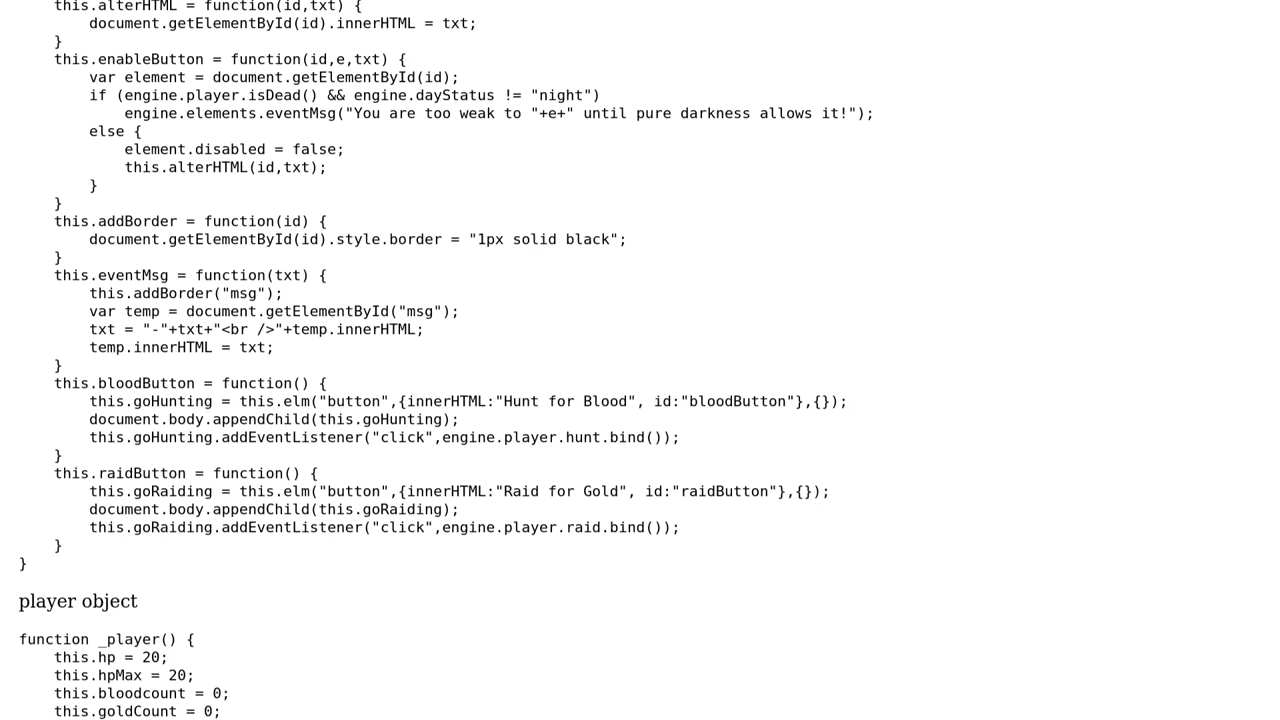 this.alterHTML = function(id,txt) {
        document.getElementById(id).innerHTML = txt;
    }
    this.enableButton = function(id,e,txt) {
        var element = document.getElementById(id);
        if (engine.player.isDead() && engine.dayStatus != "night")
            engine.elements.eventMsg("You are too weak to "+e+" until pure darkness allows it!");
        else {
            element.disabled = false;
            this.alterHTML(id,txt);
        }
    }
    this.addBorder = function(id) {
        document.getElementById(id).style.border = "1px solid black";
    }
    this.eventMsg = function(txt) {
        this.addBorder("msg");
        var temp = document.getElementById("msg");
        txt = "-"+txt+"<br />"+temp.innerHTML;
        temp.innerHTML = txt;
    }
    this.bloodButton = function() {
        this.goHunting = this.elm("button",{innerHTML:"Hunt for Blood", id:"bloodButton"},{});
        document.body.appendChild(this.goHunting);
        this.goHunting.addEventListener("click",engine.player.hunt.bind());
    }
    this.raidButton = function() {
        this.goRaiding = this.elm("button",{innerHTML:"Raid for Gold", id:"raidButton"},{});
        document.body.appendChild(this.goRaiding);
        this.goRaiding.addEventListener("click",engine.player.raid.bind());
    }
}
player object
function _player() {
    this.hp = 20;
    this.hpMax = 20;
    this.bloodcount = 0;
    this.goldCount = 0;